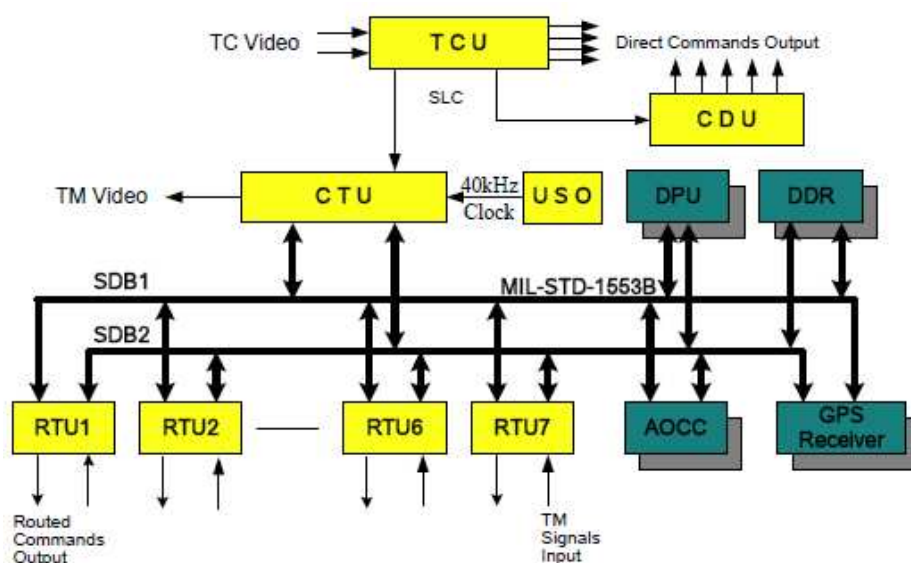 TC Video
T C U
Direct Commands Output
SLC
C D U
TM Video
C T U
40kHz
Clock
U S O
DPU
DDR
SDB1
MIL-STD-1553B
SDB2
RTU1
RTU2
RTU6
RTU7
AOCC
GPS
Receiver
Routed
Commands
Output
TM
Signals
Input